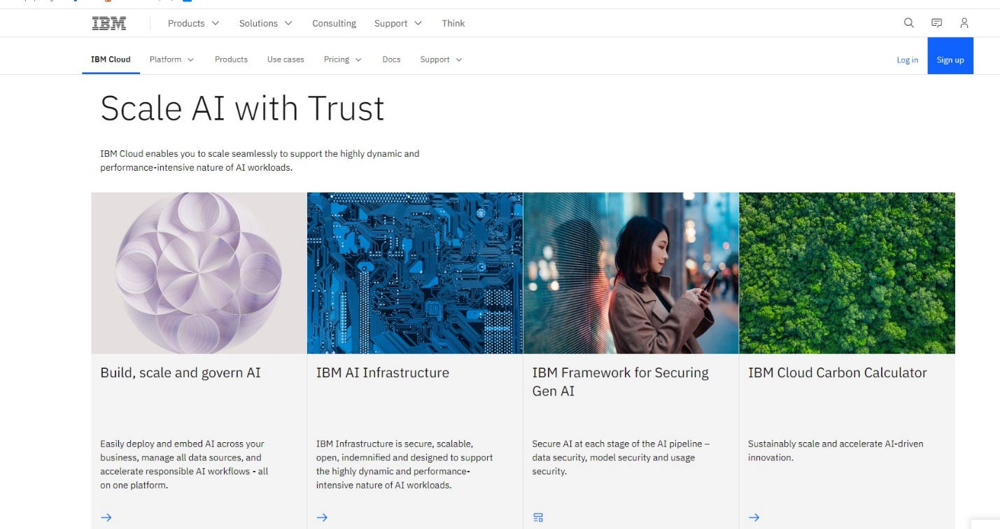 IBM
Products
Solutions
Consulting
Support
Think
IBM Cloud
Platform
Products
Use cases
Pricing
Docs
Support
Log in
Sign up
Scale AI with Trust
IBM Cloud enables you to scale seamlessly to support the highly dynamic and
performance-intensive nature of AI workloads.
Build, scale and govern AI
Easily deploy and embed AI across your
business, manage all data sources, and
accelerate responsible AI workflows - all
on one platform.
IBM AI Infrastructure
IBM Infrastructure is secure, scalable,
open, indemnified and designed to support
the highly dynamic and performance-
intensive nature of AI workloads.
IBM Framework for Securing
Gen AI
Secure AI at each stage of the AI pipeline –
data security, model security and usage
security.
IBM Cloud Carbon Calculator
Sustainably scale and accelerate AI-driven
innovation.